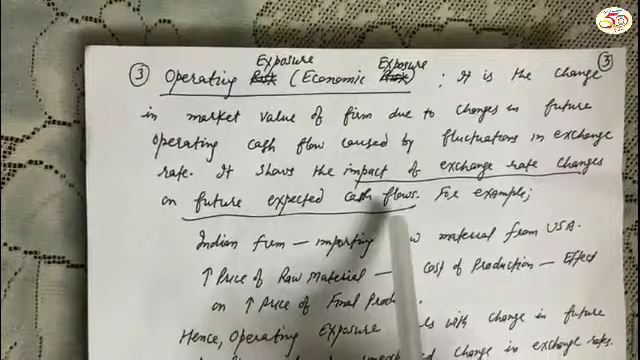 Exposure Exposure
③ Operating Risk (Economic Risk) : It is the change ③
in market value of firm due to changes in future
operating cash flow caused by fluctuations in exchange
rate. It shows the impact of exchange rate changes
on future expected cash flows. For example;
Indian firm — importing material from USA.
↑ Price of Raw Material — Cost of Production — Effect
on ↑ Price of Final
Hence, Operating Exposure with change in future
change in exchange rates.